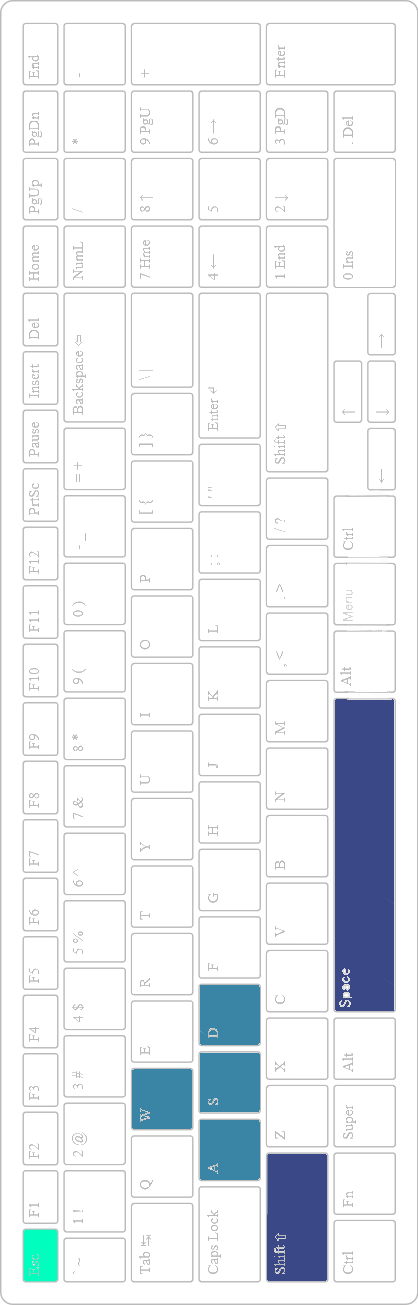 Esc F1 F2 F3 F4 F5 F6 F7 F8 F9 F10 F11 F12 PrtSc Pause Insert Del Home PgUp PgDn End
` ~ 1 ! 2 @ 3 # 4 $ 5 % 6 ^ 7 & 8 * 9 ( 0 ) - _ = + Backspace ⇦ NumL / * -
Tab ↹ Q W E R T Y U I O P [ { ] } \ | 7 Hme 8 ↑ 9 PgU +
Caps Lock A S D F G H J K L ; : ' " Enter ↵ 4 ← 5 6 →
Shift ⇧ Z X C V B N M , < . > / ? Shift ⇧ 1 End 2 ↓ 3 PgD Enter
Ctrl Fn Super Alt Space Alt Menu Ctrl ← ↑ ↓ → 0 Ins . Del